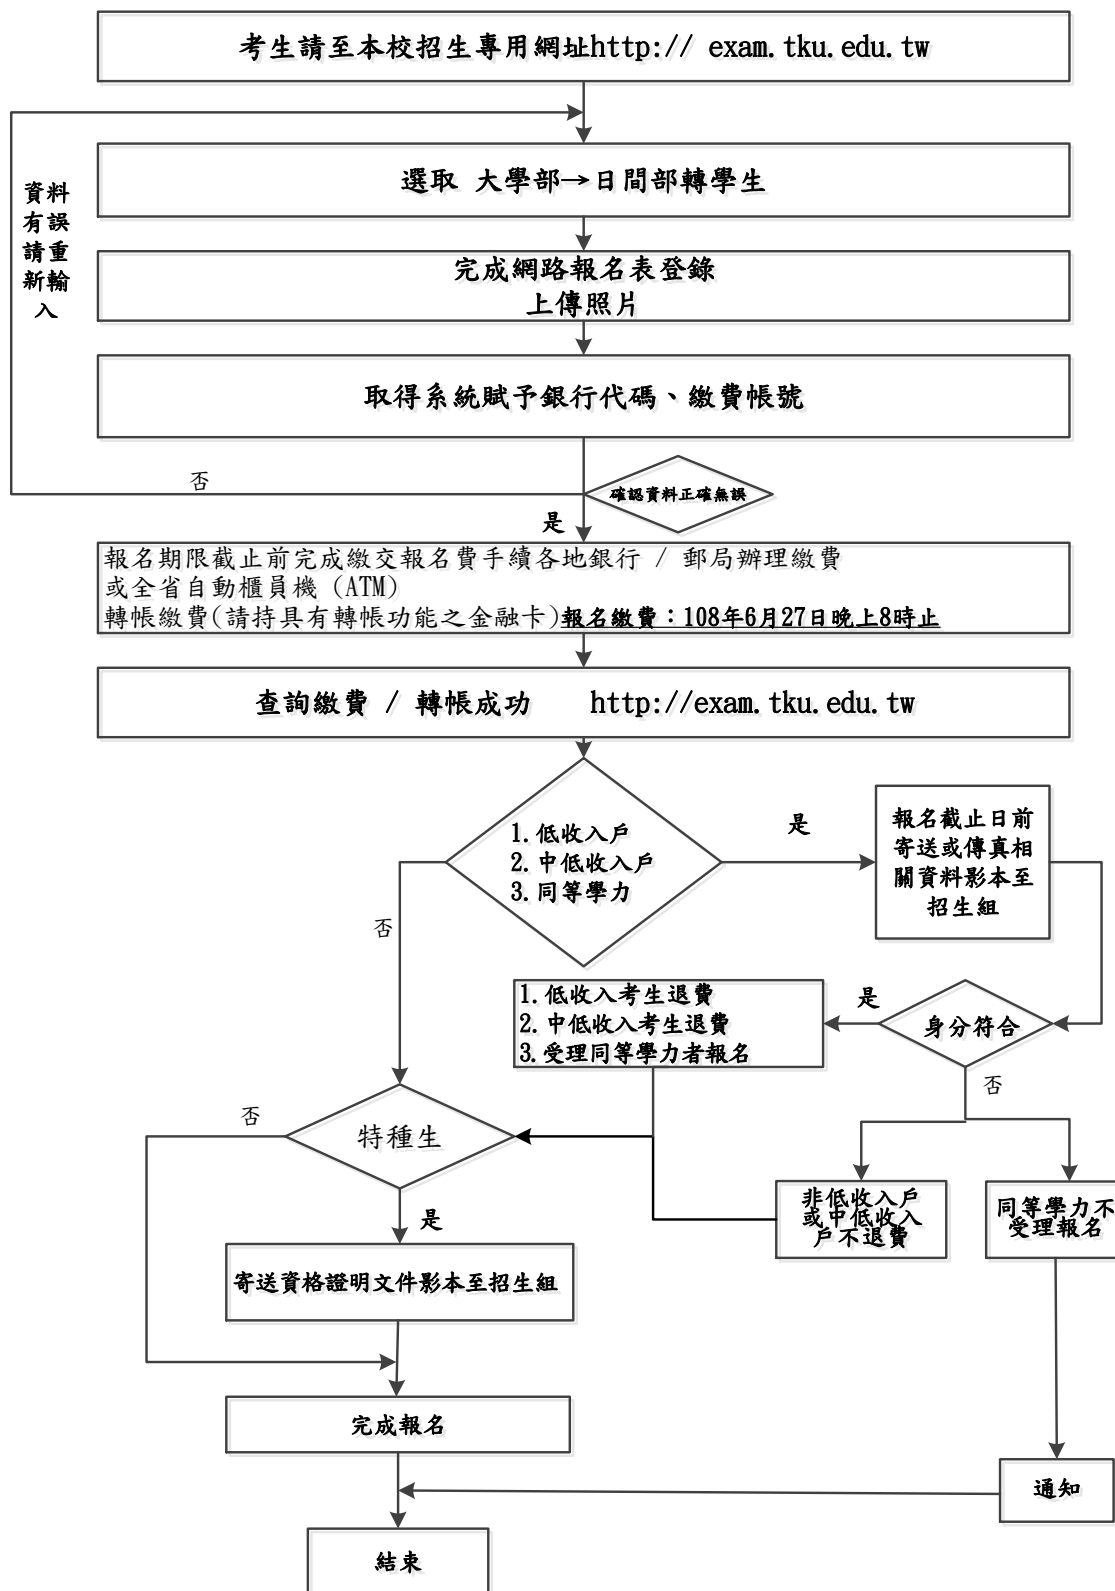 考生請至本校招生專用網址http:// exam.tku.edu.tw
選取 大學部→日間部轉學生
資料
有誤
請重
新輸
入
完成網路報名表登錄
上傳照片
取得系統賦予銀行代碼、繳費帳號
否
確認資料正確無誤
是
報名期限截止前完成繳交報名費手續各地銀行 / 郵局辦理繳費
或全省自動櫃員機 (ATM)
轉帳繳費(請持具有轉帳功能之金融卡)報名繳費：108年6月27日晚上8時止
查詢繳費 / 轉帳成功 http://exam.tku.edu.tw
1.低收入戶
2.中低收入戶
3.同等學力
是
報名截止日前
寄送或傳真相
關資料影本至
招生組
否
1.低收入考生退費
2.中低收入考生退費
3.受理同等學力者報名
是
身分符合
否
否
特種生
非低收入戶
或中低收入
戶不退費
同等學力不
受理報名
是
寄送資格證明文件影本至招生組
完成報名
通知
結束